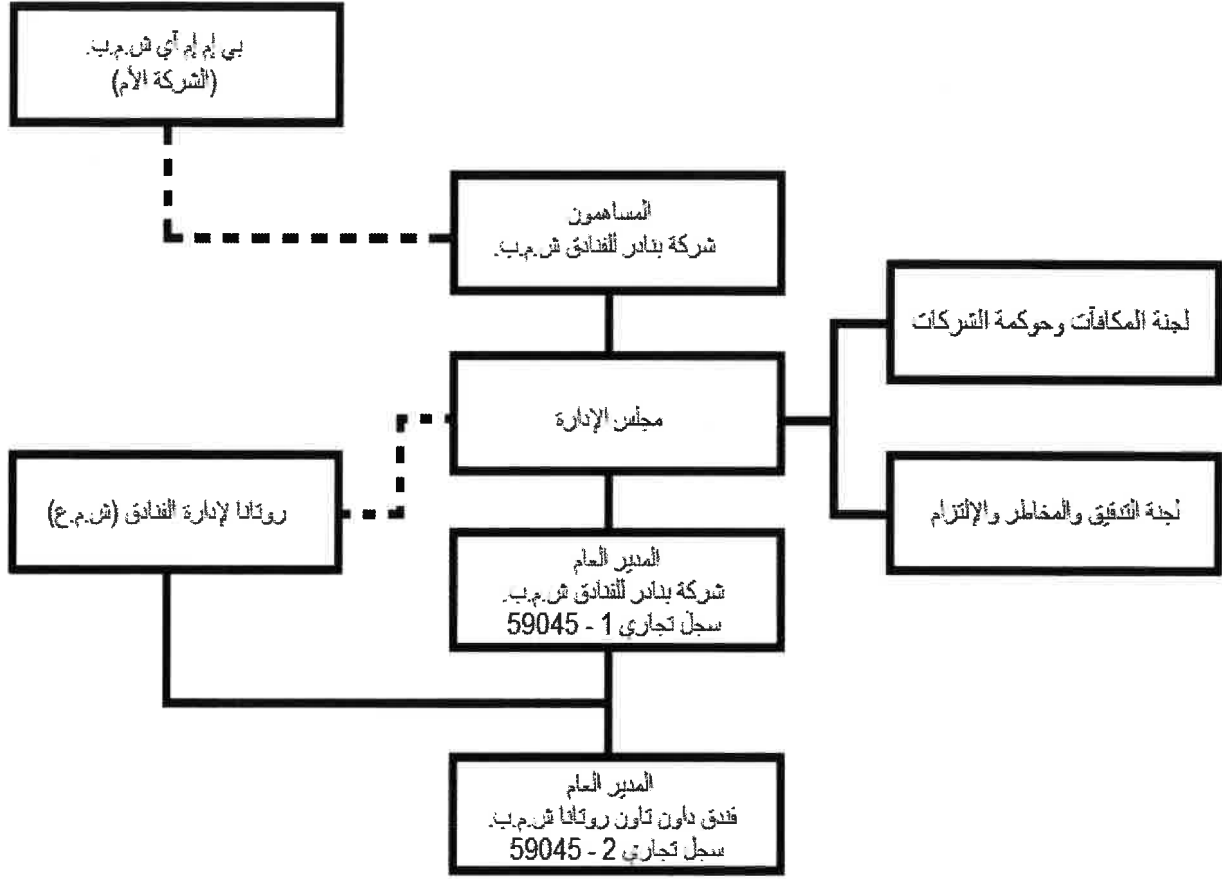 بي إم إم آي ش.م.ب.
(الشركة الأم)
المساهمون
شركة بنادر للفنادق ش.م.ب.
لجنة المكافآت وحوكمة الشركات
مجلس الإدارة
روتانا لإدارة الفنادق (ش.م.ع)
لجنة التدقيق والمخاطر والإلتزام
المدير العام
شركة بنادر للفنادق ش.م.ب.
سجل تجاري 1 - 59045
المدير العام
فندق داون تاون روتانا ش.م.ب.
سجل تجاري 2 - 59045